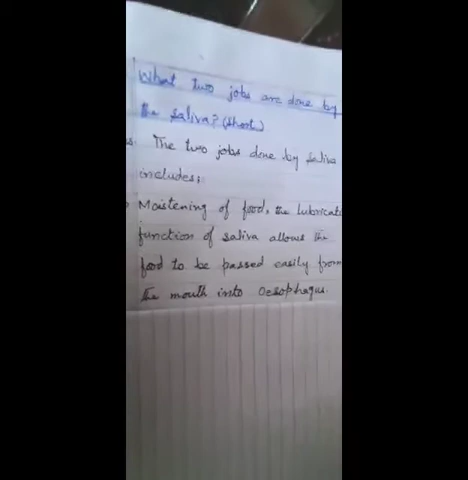 What two jobs are done by
the saliva? (Short)
The two jobs done by saliva
includes:
Moistening of food, the lubricati
function of saliva allows the
food to be passed easily from
the mouth into Oesophagus.